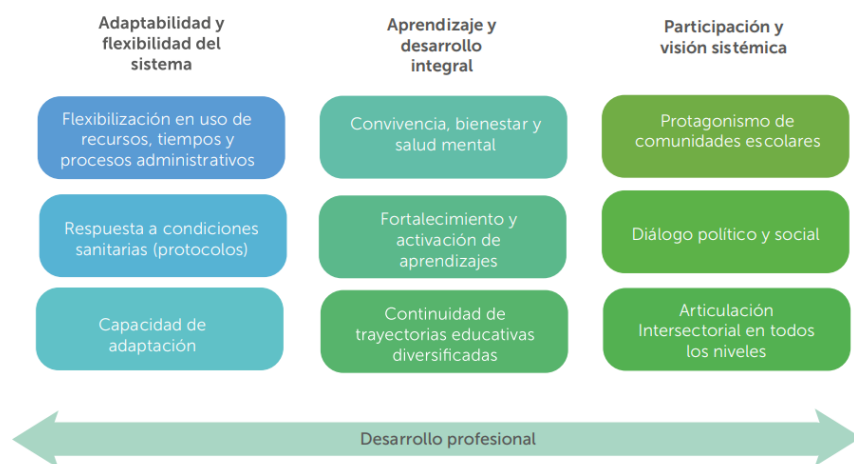 Adaptabilidad y
flexibilidad del
sistema
Flexibilización en uso de
recursos, tiempos y
procesos administrativos
Respuesta a condiciones
sanitarias (protocolos)
Capacidad de
adaptación
Aprendizaje y
desarrollo
integral
Convivencia, bienestar y
salud mental
Fortalecimiento y
activación de
aprendizajes
Continuidad de
trayectorias educativas
diversificadas
Participación y
visión sistémica
Protagonismo de
comunidades escolares
Diálogo político y social
Articulación
Intersectorial en todos
los niveles
Desarrollo profesional